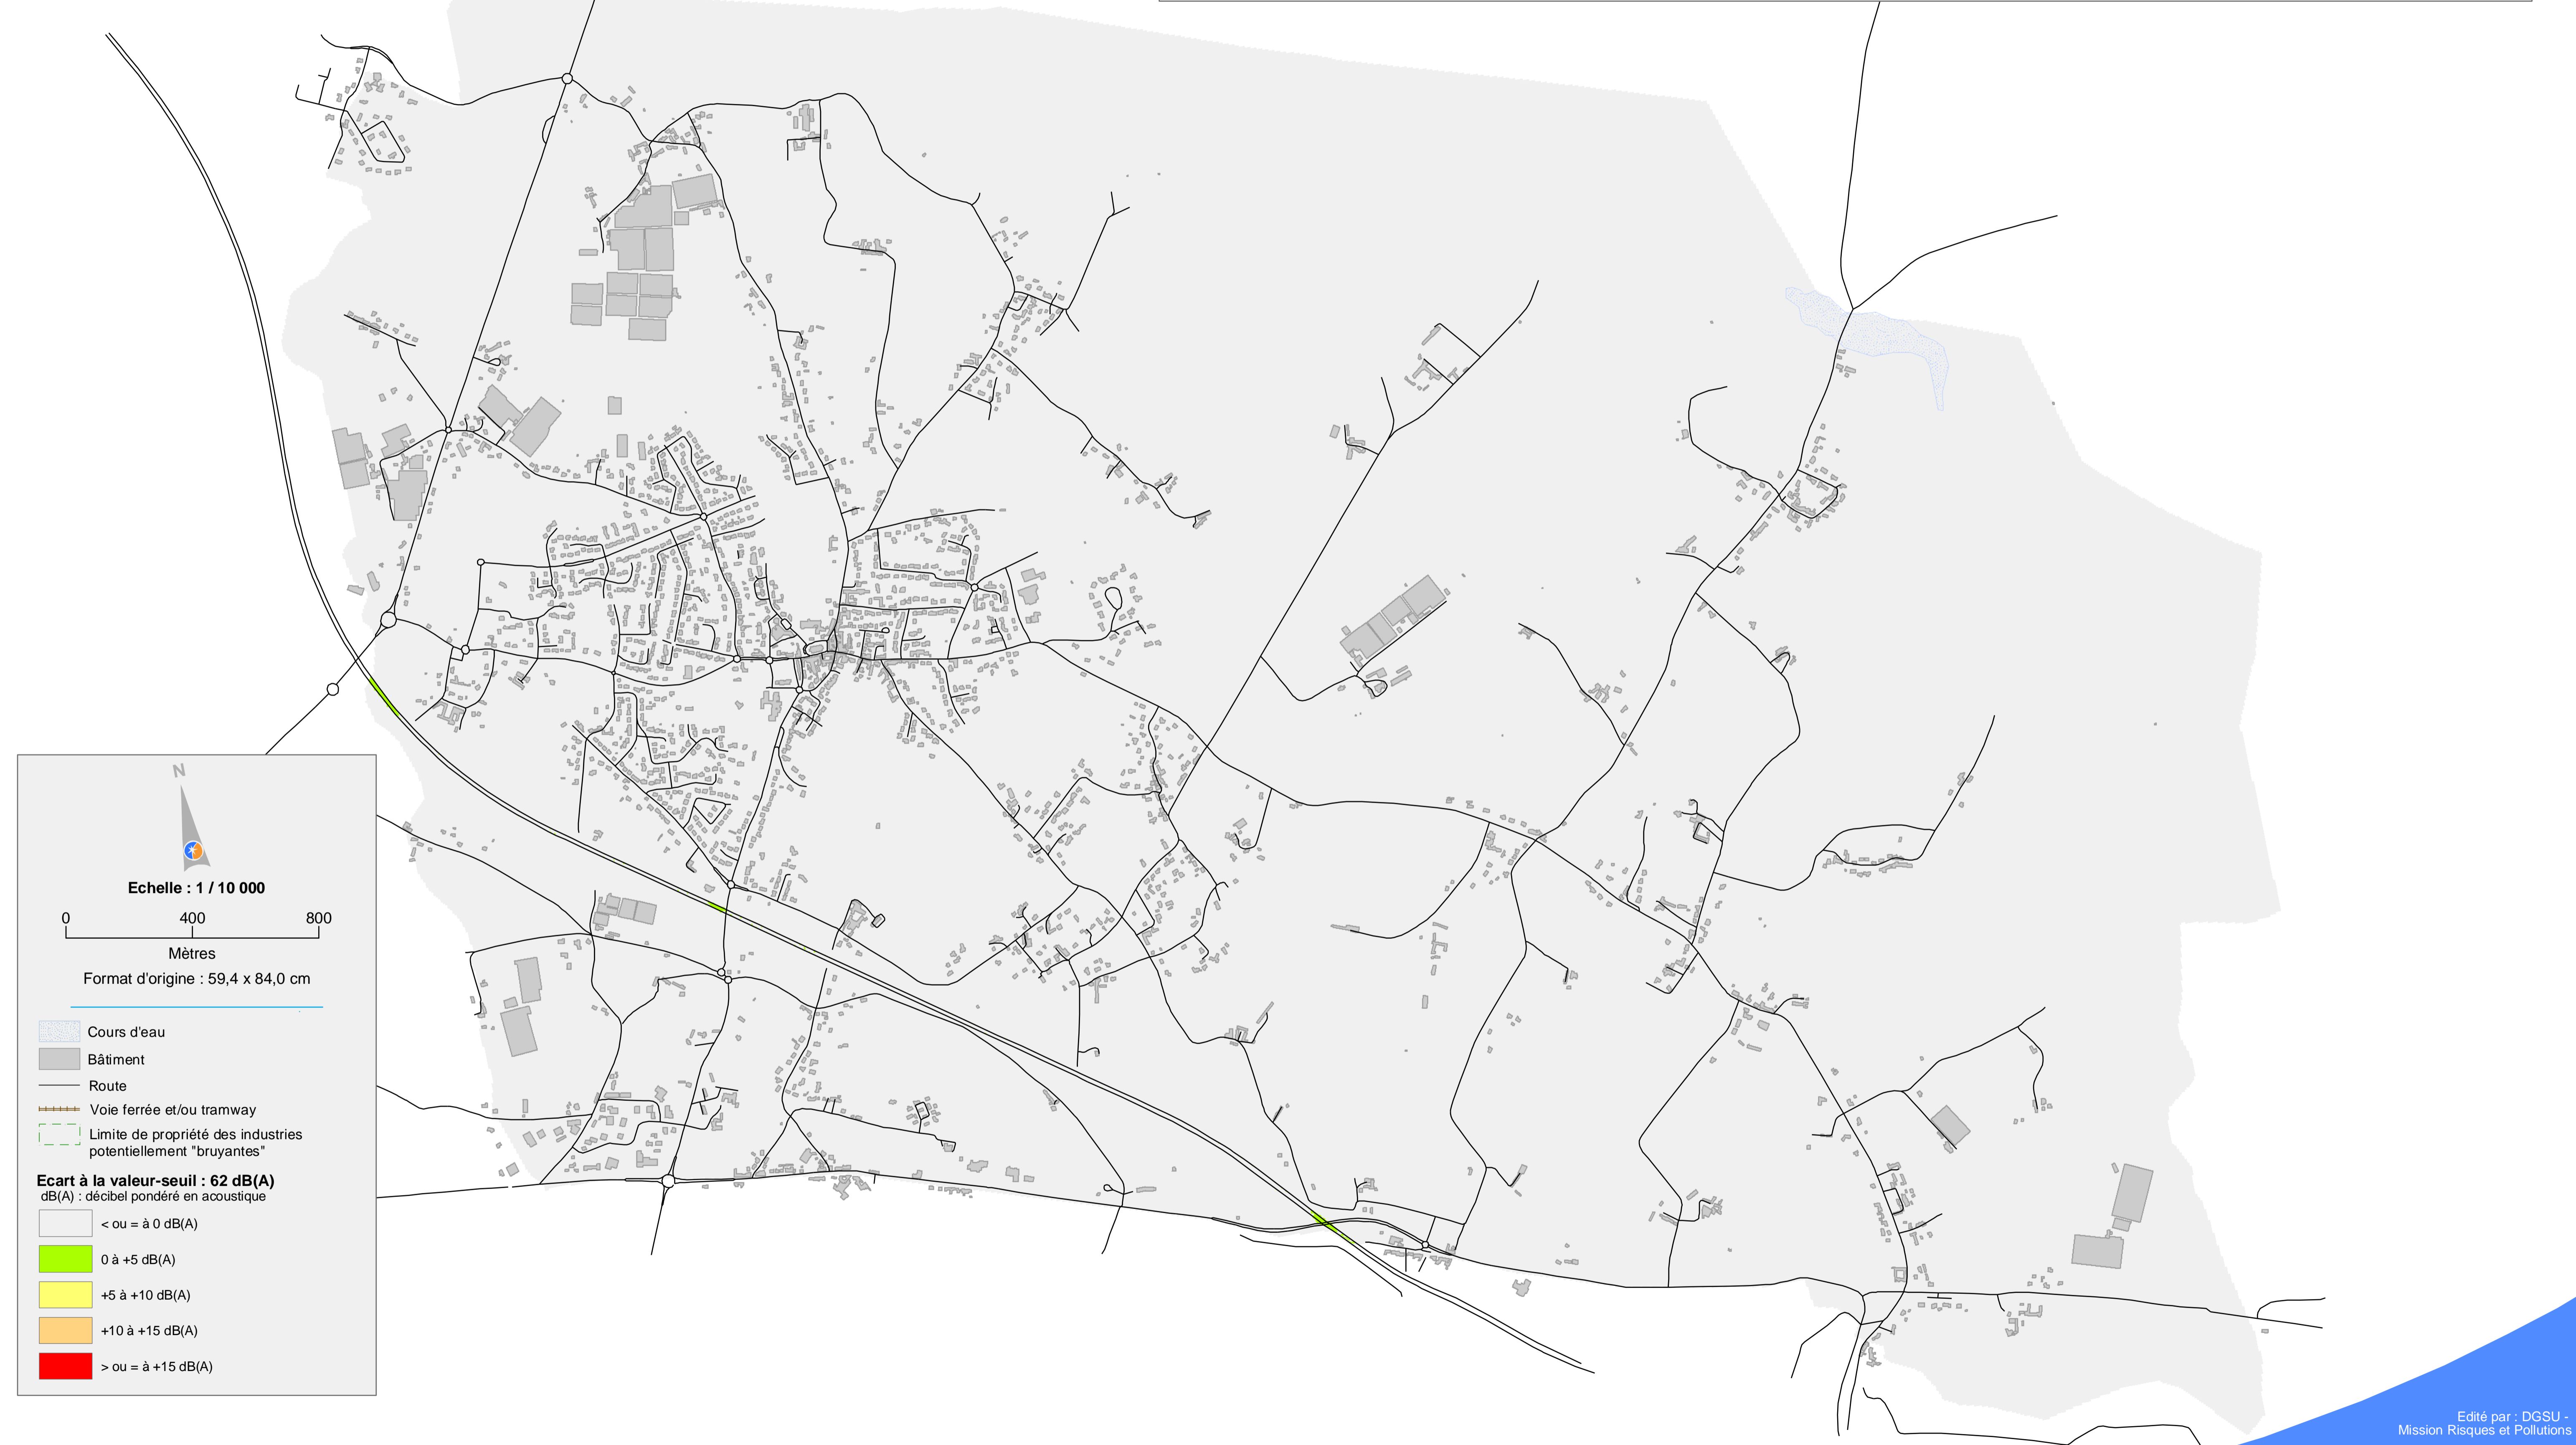 N
Echelle : 1 / 10 000
0 400 800
Mètres
Format d'origine : 59,4 x 84,0 cm
Cours d'eau
Bâtiment
Route
Voie ferrée et/ou tramway
Limite de propriété des industries
potentiellement "bruyantes"
Ecart à la valeur-seuil : 62 dB(A)
dB(A) : décibel pondéré en acoustique
< ou = à 0 dB(A)
0 à +5 dB(A)
+5 à +10 dB(A)
+10 à +15 dB(A)
> ou = à +15 dB(A)
Edité par : DGSU -
Mission Risques et Pollutions